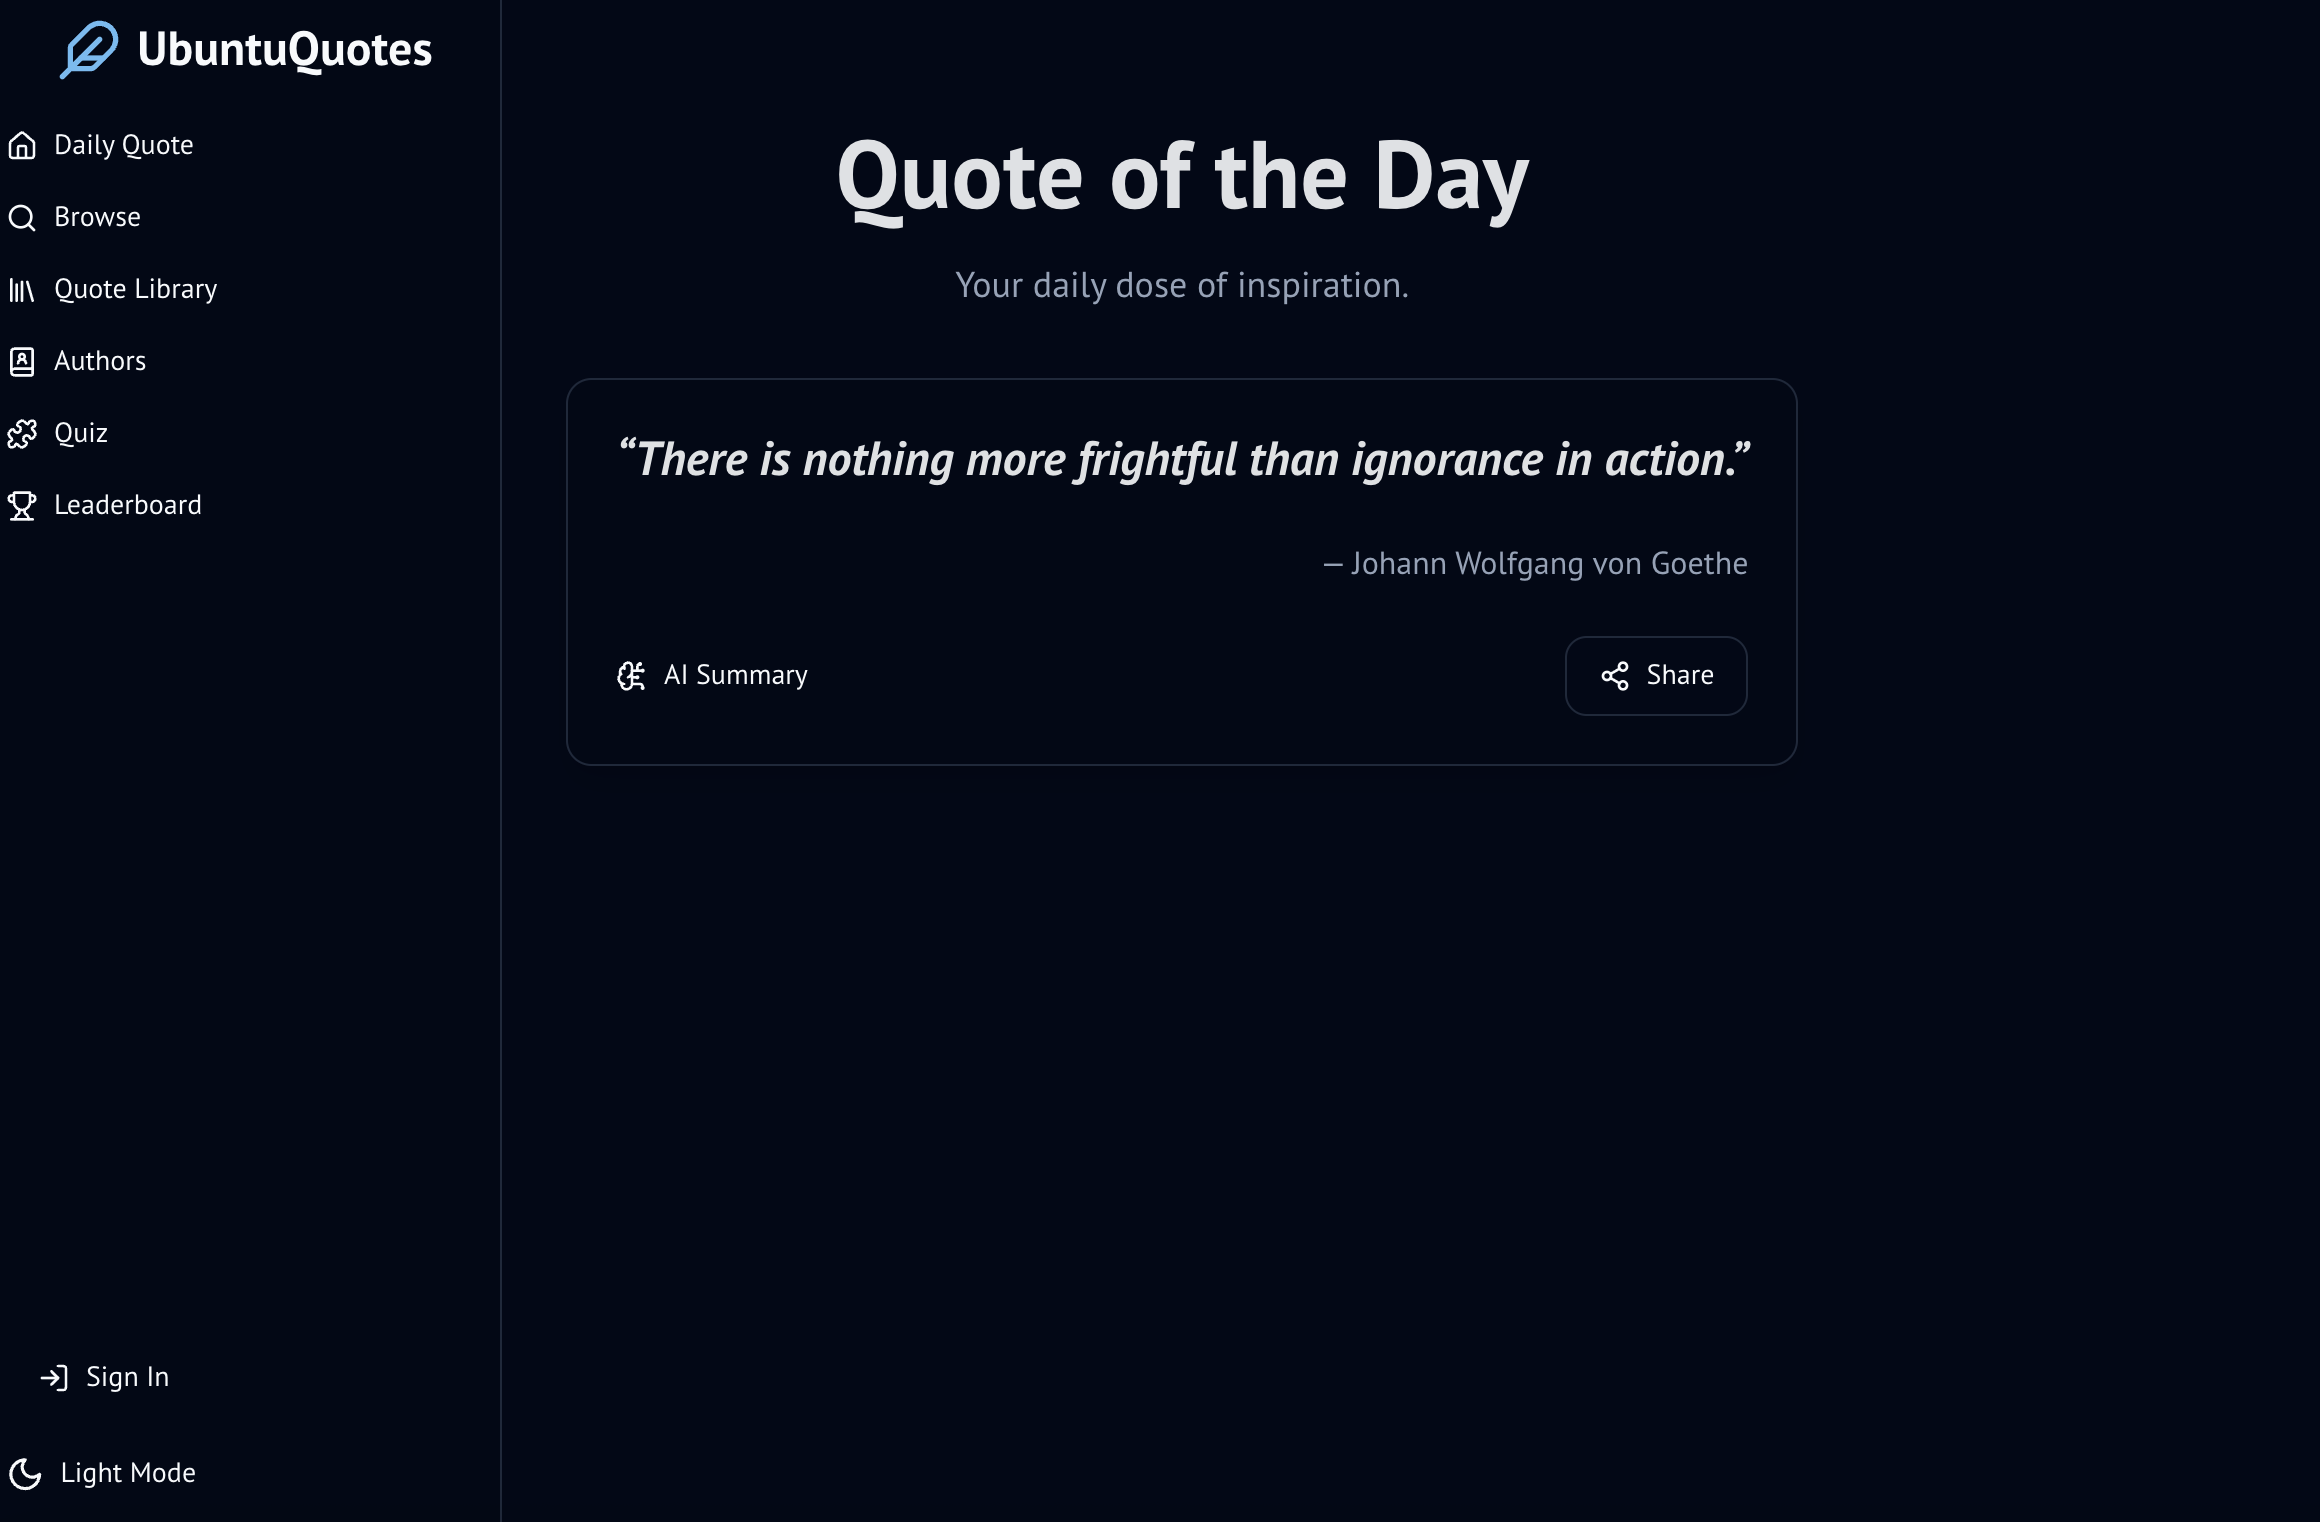 UbuntuQuotes
Daily Quote
Browse
Quote Library
Authors
Quiz
Leaderboard
Sign In
Light Mode
Quote of the Day
Your daily dose of inspiration.
“There is nothing more frightful than ignorance in action.”
— Johann Wolfgang von Goethe
AI Summary
Share